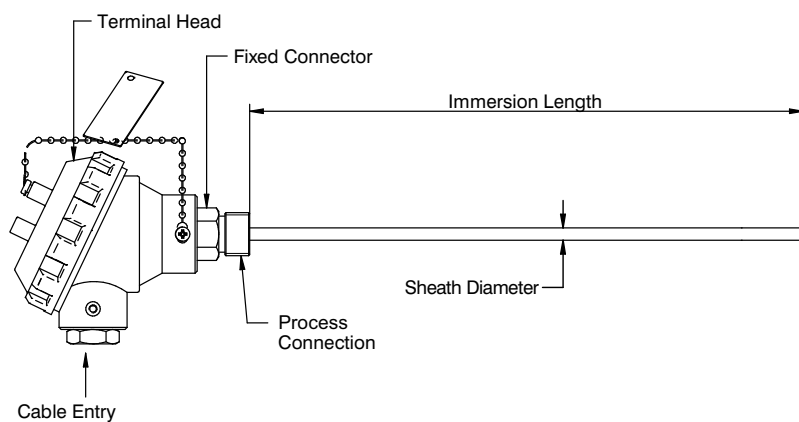 Terminal Head
Fixed Connector
Immersion Length
Sheath Diameter
Process
Connection
Cable Entry